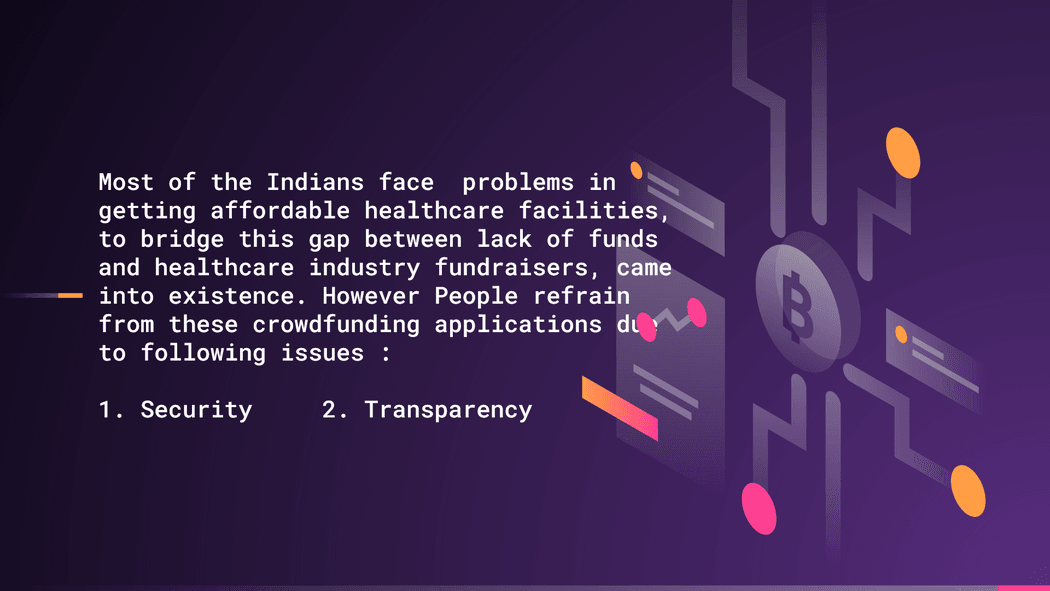 Most of the Indians face  problems in
getting affordable healthcare facilities,
to bridge this gap between lack of funds
and healthcare industry fundraisers, came
into existence. However People refrain
from these crowdfunding applications due
to following issues :
1. Security     2. Transparency